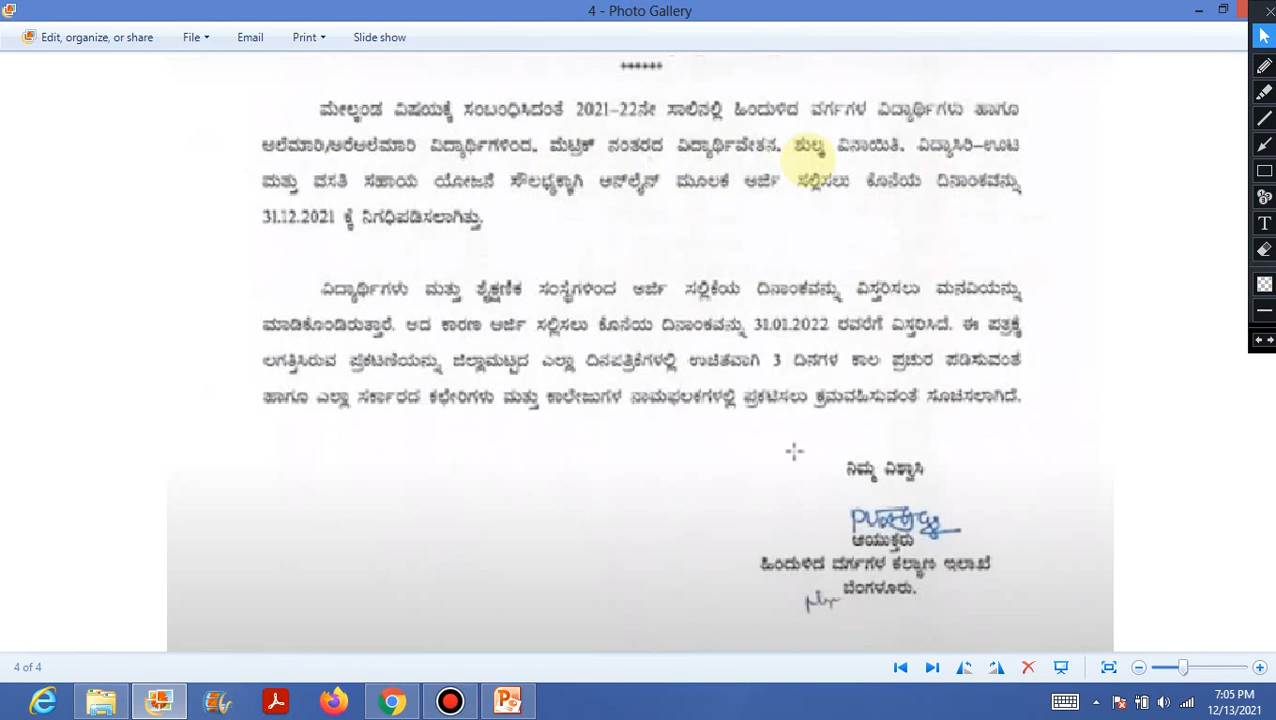 4 - Photo Gallery
Edit, organize, or share File Email Print Slide show
******
ಮೇಲ್ಕಂಡ ವಿಷಯಕ್ಕೆ ಸಂಬಂಧಿಸಿದಂತೆ 2021-22ನೇ ಸಾಲಿನಲ್ಲಿ ಹಿಂದುಳಿದ ವರ್ಗಗಳ ವಿದ್ಯಾರ್ಥಿಗಳು ಹಾಗೂ
ಅಲೆಮಾರಿ/ಅರೆಅಲೆಮಾರಿ ವಿದ್ಯಾರ್ಥಿಗಳಿಂದ, ಮೆಟ್ರಿಕ್ ನಂತರದ ವಿದ್ಯಾರ್ಥಿವೇತನ, ಶುಲ್ಕ ವಿನಾಯಿತಿ, ವಿದ್ಯಾಸಿರಿ-ಊಟ
ಮತ್ತು ವಸತಿ ಸಹಾಯ ಯೋಜನೆ ಸೌಲಭ್ಯಕ್ಕಾಗಿ ಆನ್‌ಲೈನ್ ಮೂಲಕ ಅರ್ಜಿ ಸಲ್ಲಿಸಲು ಕೊನೆಯ ದಿನಾಂಕವನ್ನು
31.12.2021 ಕ್ಕೆ ನಿಗಧಿಪಡಿಸಲಾಗಿತ್ತು.
ವಿದ್ಯಾರ್ಥಿಗಳು ಮತ್ತು ಶೈಕ್ಷಣಿಕ ಸಂಸ್ಥೆಗಳಿಂದ ಅರ್ಜಿ ಸಲ್ಲಿಕೆಯ ದಿನಾಂಕವನ್ನು ವಿಸ್ತರಿಸಲು ಮನವಿಯನ್ನು
ಮಾಡಿಕೊಂಡಿರುತ್ತಾರೆ. ಆದ ಕಾರಣ ಅರ್ಜಿ ಸಲ್ಲಿಸಲು ಕೊನೆಯ ದಿನಾಂಕವನ್ನು 31.01.2022 ರವರೆಗೆ ವಿಸ್ತರಿಸಿದೆ. ಈ ಪತ್ರಕ್ಕೆ
ಲಗತ್ತಿಸಿರುವ ಪ್ರಕಟಣೆಯನ್ನು ಜಿಲ್ಲಾಮಟ್ಟದ ಎಲ್ಲಾ ದಿನಪತ್ರಿಕೆಗಳಲ್ಲಿ ಉಚಿತವಾಗಿ 3 ದಿನಗಳ ಕಾಲ ಪ್ರಚುರ ಪಡಿಸುವಂತೆ
ಹಾಗೂ ಎಲ್ಲಾ ಸರ್ಕಾರದ ಕಛೇರಿಗಳು ಮತ್ತು ಕಾಲೇಜುಗಳ ನಾಮಫಲಕಗಳಲ್ಲಿ ಪ್ರಕಟಿಸಲು ಕ್ರಮವಹಿಸುವಂತೆ ಸೂಚಿಸಲಾಗಿದೆ.
ನಿಮ್ಮ ವಿಶ್ವಾಸಿ
ಆಯುಕ್ತರು
ಹಿಂದುಳಿದ ವರ್ಗಗಳ ಕಲ್ಯಾಣ ಇಲಾಖೆ
ಬೆಂಗಳೂರು.
4 of 4
7:05 PM
12/13/2021